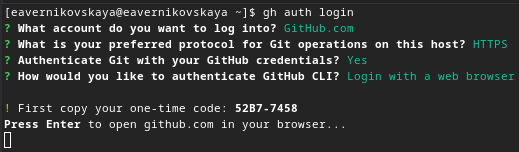 [eavernikovskaya@eavernikovskaya ~]$ gh auth login
? What account do you want to log into? GitHub.com
? What is your preferred protocol for Git operations on this host? HTTPS
? Authenticate Git with your GitHub credentials? Yes
? How would you like to authenticate GitHub CLI? Login with a web browser
! First copy your one-time code: 52B7-7458
Press Enter to open github.com in your browser...